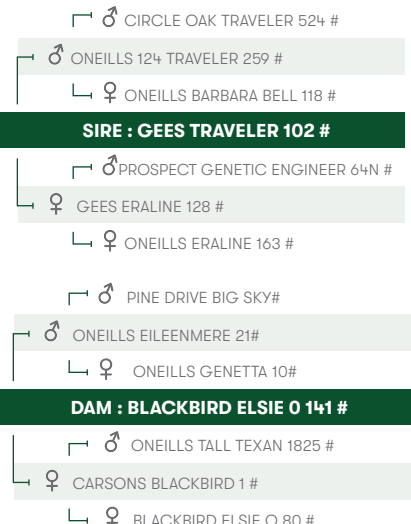 CIRCLE OAK TRAVELER 524 #
ONEILLS 124 TRAVELER 259 #
ONEILLS BARBARA BELL 118 #
SIRE : GEES TRAVELER 102 #
PROSPECT GENETIC ENGINEER 64N #
GEES ERALINE 128 #
ONEILLS ERALINE 163 #
PINE DRIVE BIG SKY#
ONEILLS EILEENMERE 21#
ONEILLS GENETTA 10#
DAM : BLACKBIRD ELSIE 0 141 #
ONEILLS TALL TEXAN 1825 #
CARSONS BLACKBIRD 1 #
BLACKBIRD ELSIE O 80 #